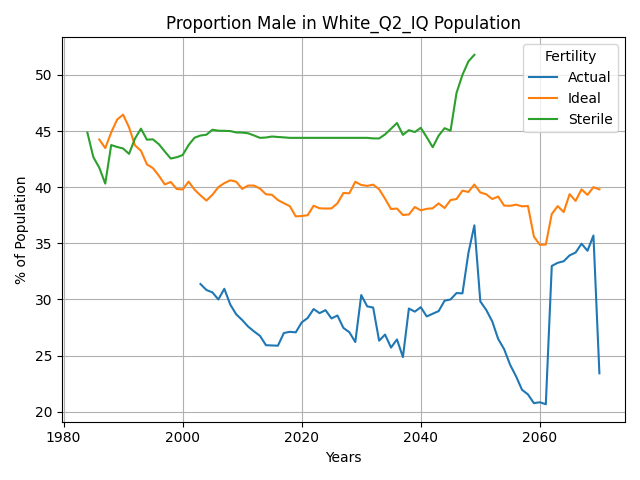 Proportion Male in White_Q2_IQ Population
% of Population
50
45
40
35
30
25
20
Fertility
Actual
Ideal
Sterile
1980
2000
2020
2040
2060
Years